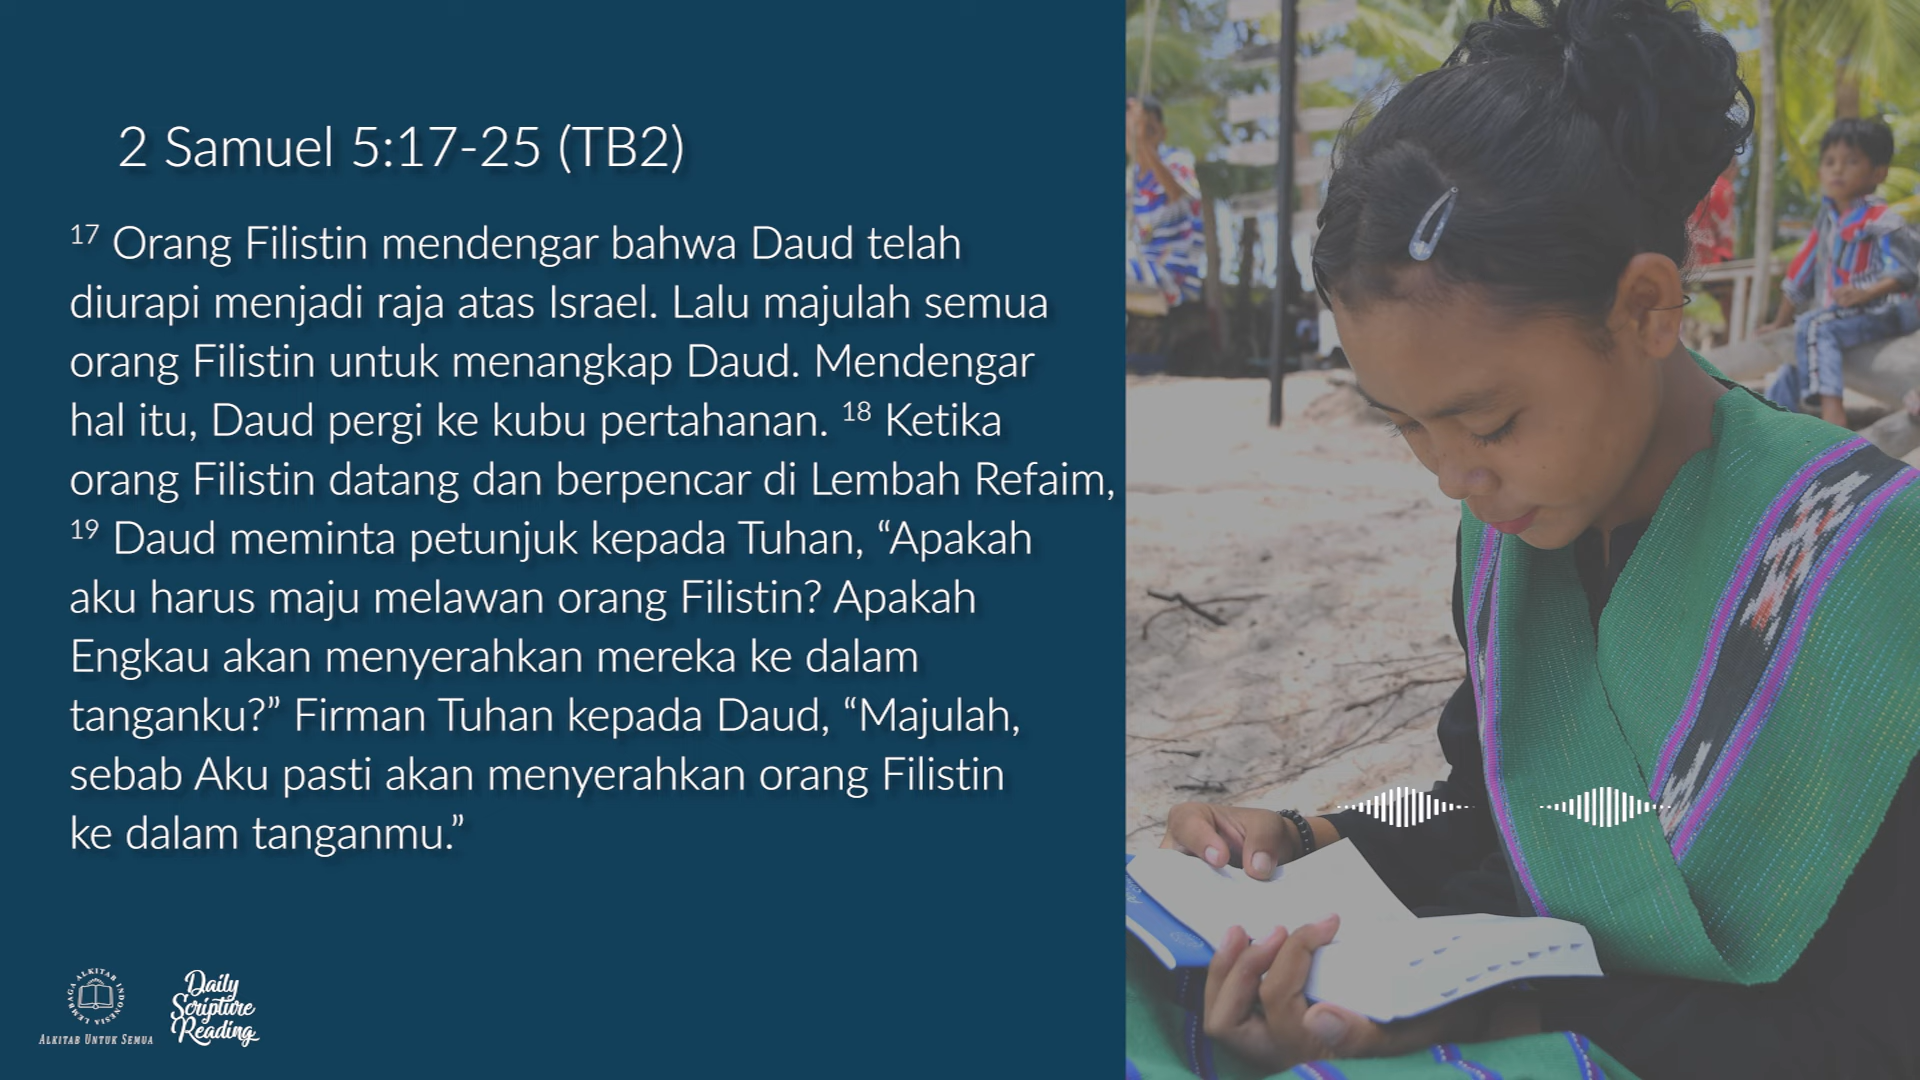 2 Samuel 5:17-25 (TB2)
17 Orang Filistin mendengar bahwa Daud telah
diurapi menjadi raja atas Israel. Lalu majulah semua
orang Filistin untuk menangkap Daud. Mendengar
hal itu, Daud pergi ke kubu pertahanan. 18 Ketika
orang Filistin datang dan berpencar di Lembah Refaim,
19 Daud meminta petunjuk kepada Tuhan, “Apakah
aku harus maju melawan orang Filistin? Apakah
Engkau akan menyerahkan mereka ke dalam
tanganku?” Firman Tuhan kepada Daud, “Majulah,
sebab Aku pasti akan menyerahkan orang Filistin
ke dalam tanganmu.”
LEMBAGA ALKITAB INDONESIA
ALKITAB UNTUK SEMUA
Daily
Scripture
Reading